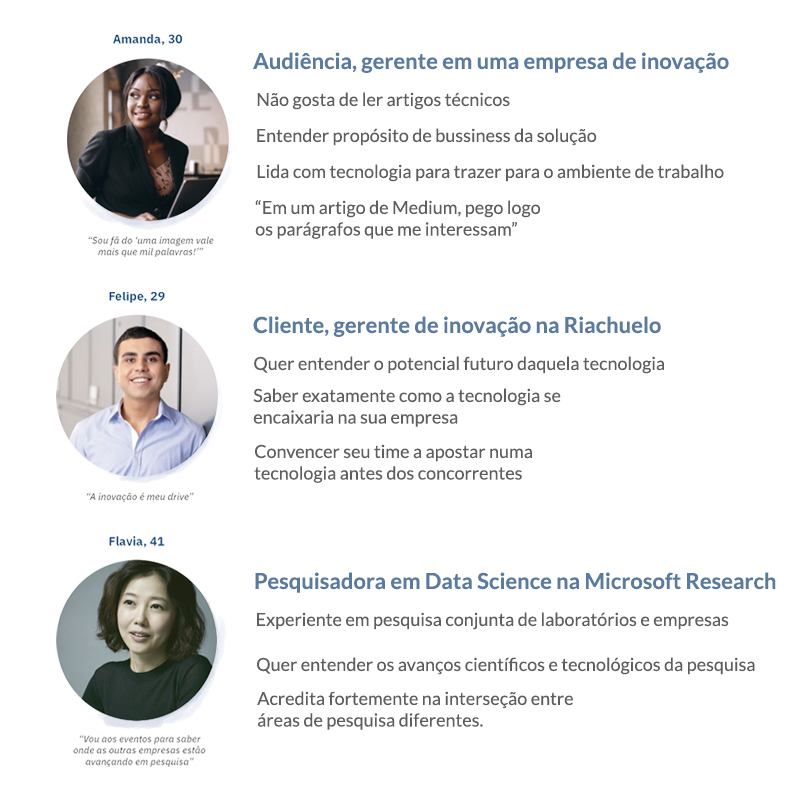 Amanda, 30
Audiência, gerente em uma empresa de inovação
Não gosta de ler artigos técnicos
Entender propósito de bussiness da solução
Lida com tecnologia para trazer para o ambiente de trabalho
“Em um artigo de Medium, pego logo
os parágrafos que me interessam”
“Sou fã do ‘uma imagem vale
mais que mil palavras!’”
Felipe, 29
Cliente, gerente de inovação na Riachuelo
Quer entender o potencial futuro daquela tecnologia
Saber exatamente como a tecnologia se
encaixaria na sua empresa
Convencer seu time a apostar numa
tecnologia antes dos concorrentes
“A inovação é meu drive”
Flavia, 41
Pesquisadora em Data Science na Microsoft Research
Experiente em pesquisa conjunta de laboratórios e empresas
Quer entender os avanços científicos e tecnológicos da pesquisa
Acredita fortemente na interseção entre
áreas de pesquisa diferentes.
“Vou aos eventos para saber
onde as outras empresas estão
avançando em pesquisa”